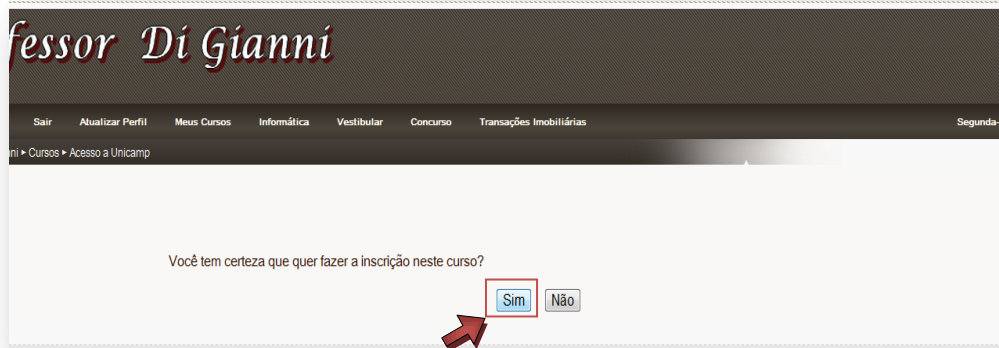 fessor Di Gianni
Sair Atualizar Perfil Meus Cursos Informática Vestibular Concurso Transações Imobiliárias Segunda-
ni ► Cursos ► Acesso a Unicamp
Você tem certeza que quer fazer a inscrição neste curso?
Sim Não